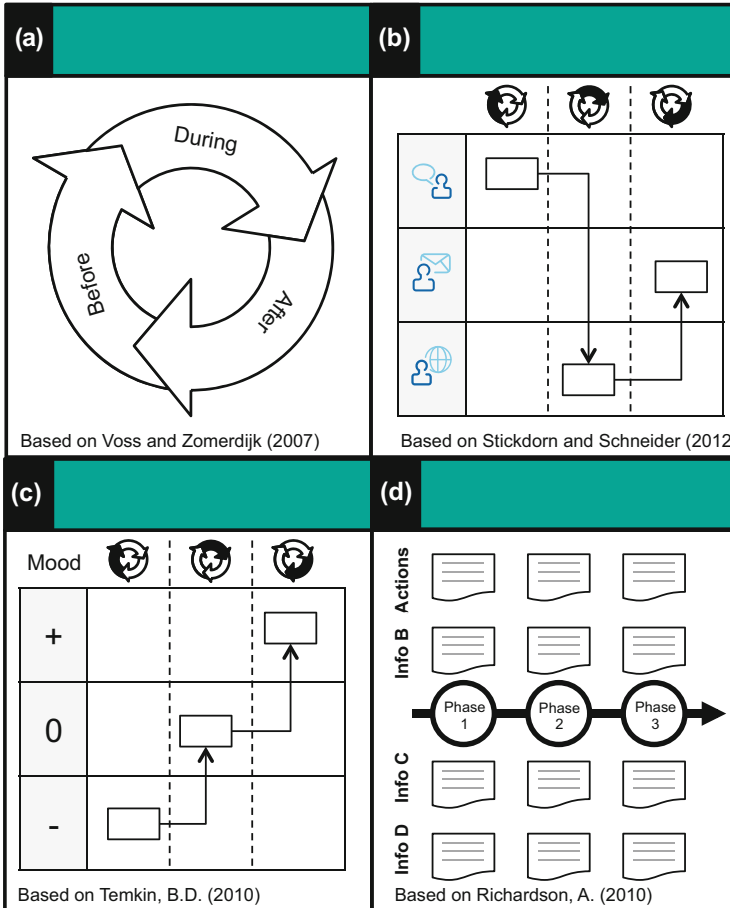 (a)
During
Before
After
Based on Voss and Zomerdijk (2007)
(b)
Based on Stickdorn and Schneider (2012
(c)
Mood
+
0
-
Based on Temkin, B.D. (2010)
(d)
Actions
Info B
Phase
1
Phase
2
Phase
3
Info C
Info D
Based on Richardson, A. (2010)